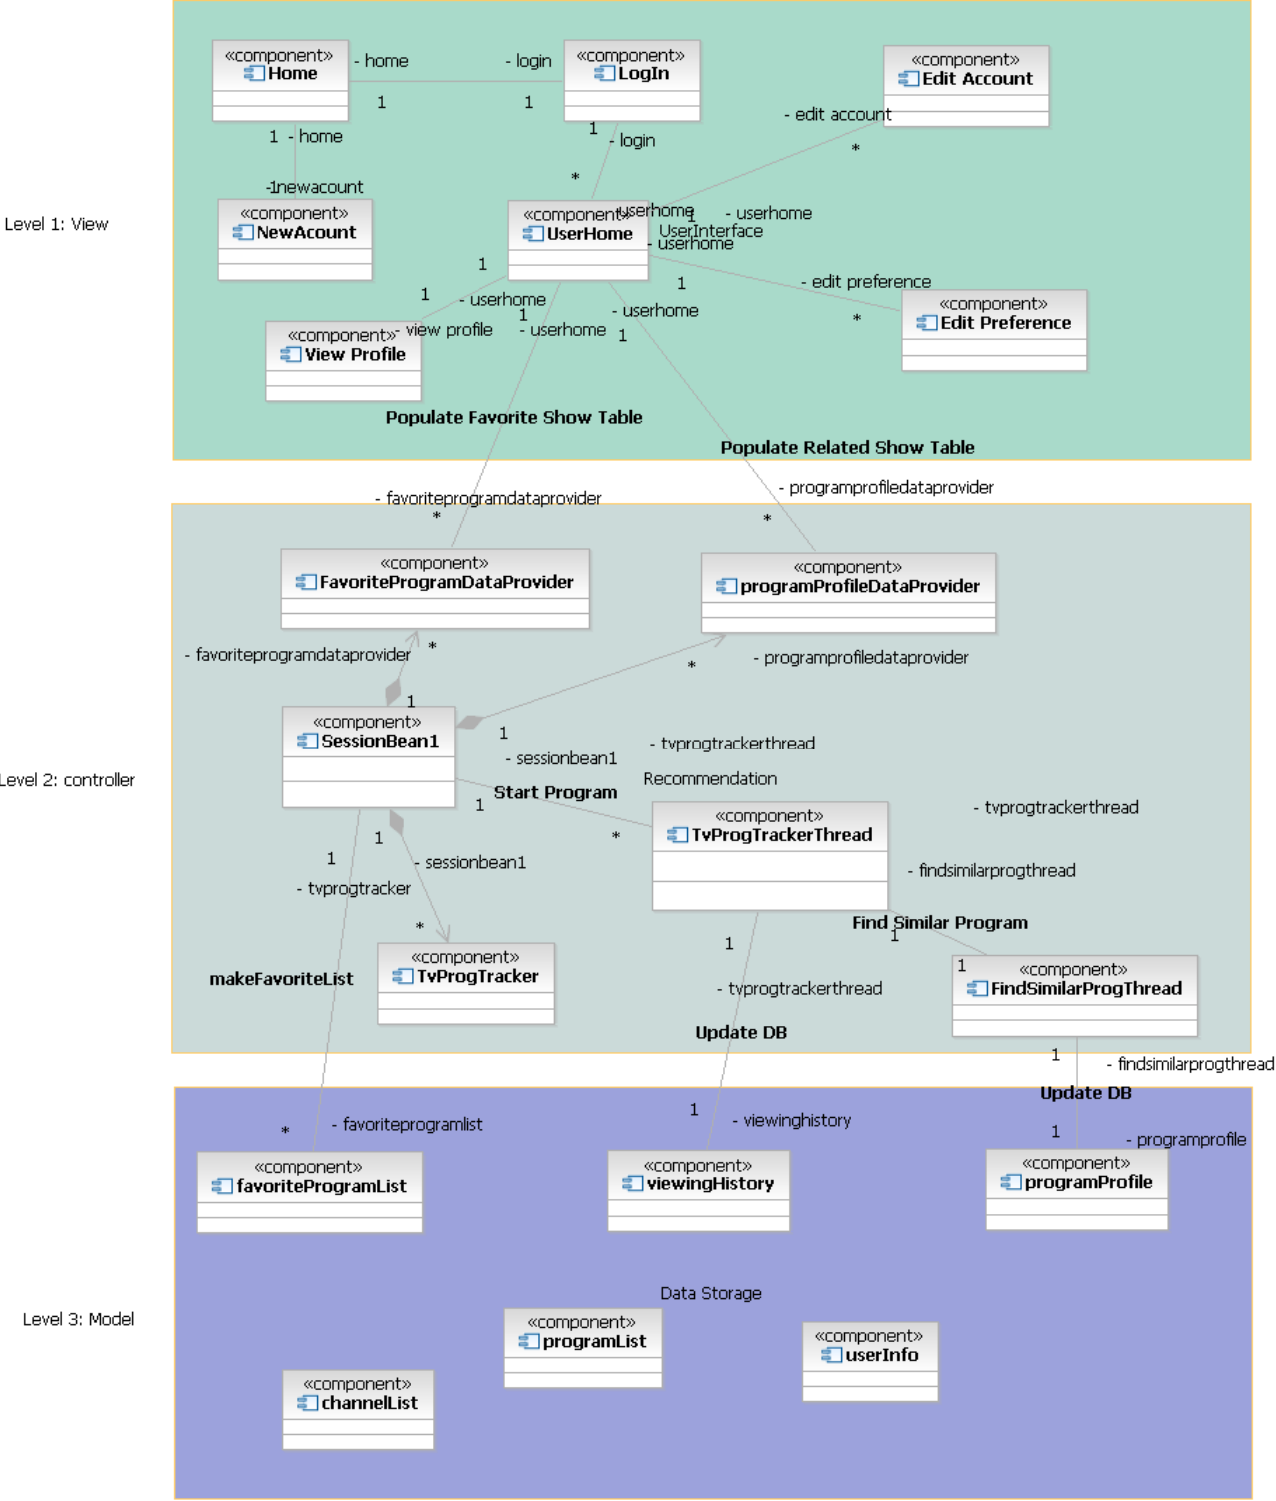 «component»
Home
- home
- login
1
1
«component»
LogIn
«component»
Edit Account
- edit account
*
1
- home
1
- login
*
-
1
newacount
«component»
NewAcount
Level 1: View
«component»
UserHome
userhome
1
- userhome
UserInterface
- userhome
1
- edit preference
*
«component»
Edit Preference
1
1
- userhome
- view profile
«component»
View Profile
1
- userhome
- userhome
1
Populate Favorite Show Table
Populate Related Show Table
- favoriteprogramdataprovider
*
- programprofiledataprovider
*
«component»
FavoriteProgramDataProvider
«component»
programProfileDataProvider
- favoriteprogramdataprovider
*
*
- programprofiledataprovider
1
«component»
SessionBean1
1
- sessionbean1
- tvprogtrackerthread
Level 2: controller
Recommendation
Start Program
1
*
«component»
TvProgTrackerThread
- tvprogtrackerthread
1
1
- sessionbean1
- tvprogtracker
*
- findsimilarprogthread
Find Similar Program
1
1
«component»
TvProgTracker
makeFavoriteList
1
- tvprogtrackerthread
Update DB
«component»
FindSimilarProgThread
1
- findsimilarprogthread
Update DB
*
- favoriteprogramlist
1
- viewinghistory
1
- programprofile
«component»
favoriteProgramList
«component»
viewingHistory
«component»
programProfile
Data Storage
Level 3: Model
«component»
programList
«component»
userInfo
«component»
channelList